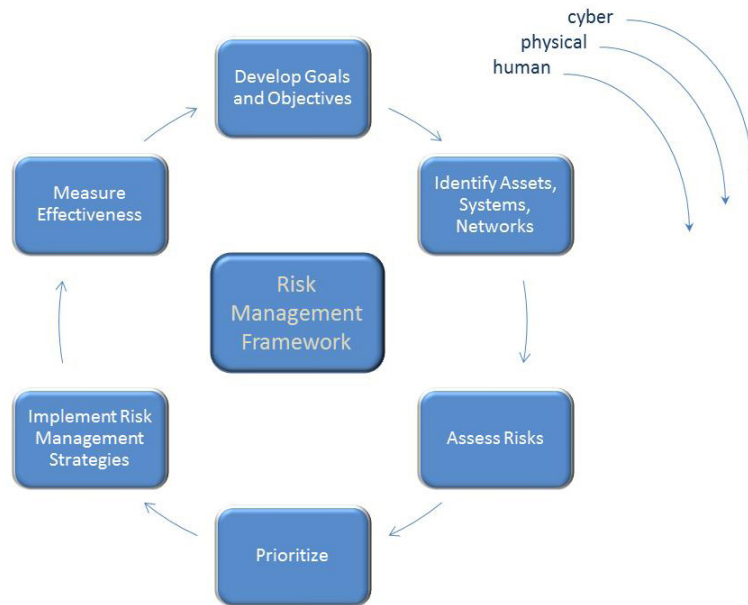 cyber
physical
human
Develop Goals
and Objectives
Identify Assets,
Systems,
Networks
Assess Risks
Prioritize
Implement Risk
Management
Strategies
Measure
Effectiveness
Risk
Management
Framework